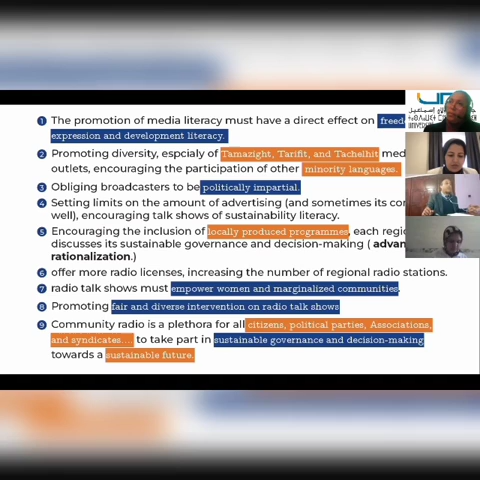 1 The promotion of media literacy must have a direct effect on
expression and development literacy.
2 Promoting diversity, espcialy of Tamazight, Tarifit, and Tachelhit
outlets, encouraging the participation of other minority languages.
3 Obliging broadcasters to be politically impartial.
4 Setting limits on the amount of advertising (and sometimes its
well), encouraging talk shows of sustainability literacy.
5 Encouraging the inclusion of locally produced programmes, each
discusses its sustainable governance and decision-making (
rationalization.)
6 offer more radio licenses, increasing the number of regional radio stations.
7 radio talk shows must empower women and marginalized communities.
8 Promoting fair and diverse intervention on radio talk shows
9 Community radio is a plethora for all citizens, political parties, Associations,
and syndicates.... to take part in sustainable governance and decision-making
towards a sustainable future.